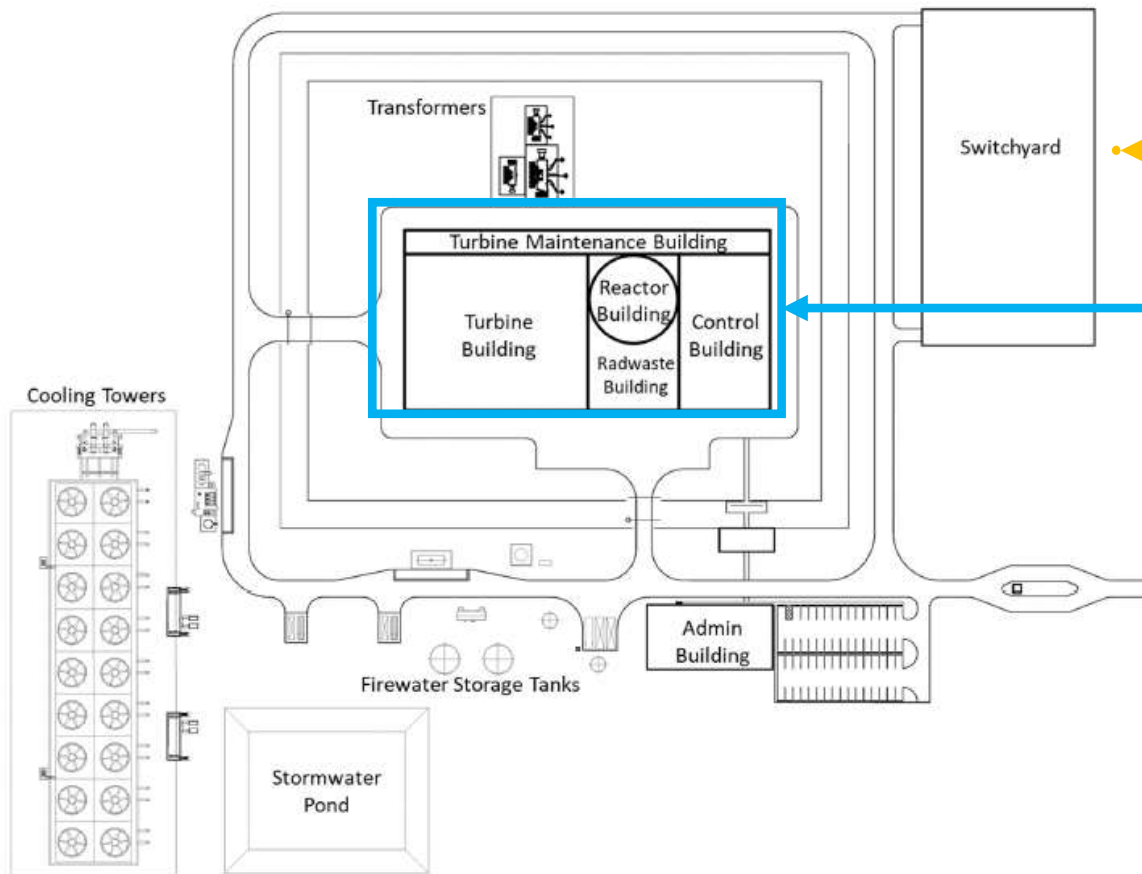 Transformers
Switchyard
Turbine Maintenance Building
Reactor
Building
Turbine
Building
Control
Building
Radwaste
Building
Cooling Towers
Admin
Building
Firewater Storage Tanks
Stormwater
Pond